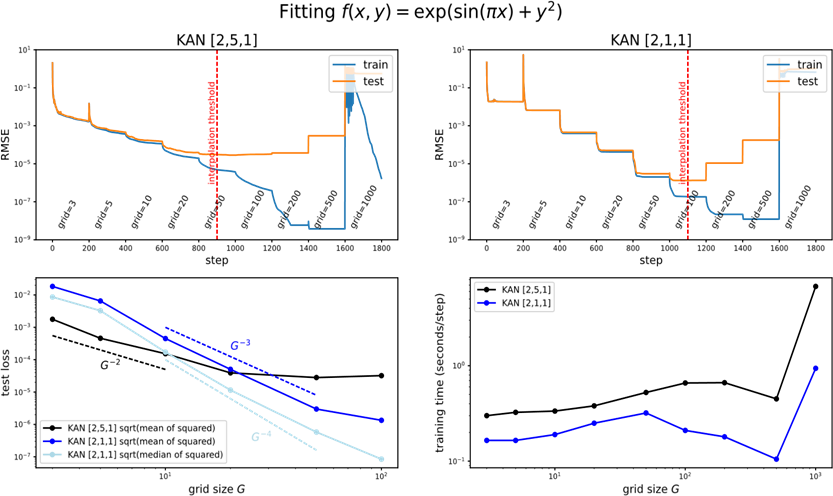 Fitting f(x, y) = exp(sin(πx) + y²)
KAN [2,5,1]
10¹
10⁻¹
10⁻³
10⁻⁵
10⁻⁷
10⁻⁹
RMSE
train
test
interpolation threshold
grid=3
grid=5
grid=10
grid=20
grid=50
grid=100
grid=200
grid=500
grid=1000
0 200 400 600 800 1000 1200 1400 1600 1800
step
KAN [2,1,1]
10¹
10⁻¹
10⁻³
10⁻⁵
10⁻⁷
10⁻⁹
RMSE
train
test
interpolation threshold
grid=3
grid=5
grid=10
grid=20
grid=50
grid=100
grid=200
grid=500
grid=1000
0 200 400 600 800 1000 1200 1400 1600 1800
step
10⁻²
10⁻³
10⁻⁴
10⁻⁵
10⁻⁶
10⁻⁷
test loss
G⁻³
G⁻²
G⁻⁴
KAN [2,5,1] sqrt(mean of squared)
KAN [2,1,1] sqrt(mean of squared)
KAN [2,1,1] sqrt(median of squared)
10¹ 10²
grid size G
KAN [2,5,1]
KAN [2,1,1]
10⁰
10⁻¹
training time (seconds/step)
10¹ 10² 10³
grid size G